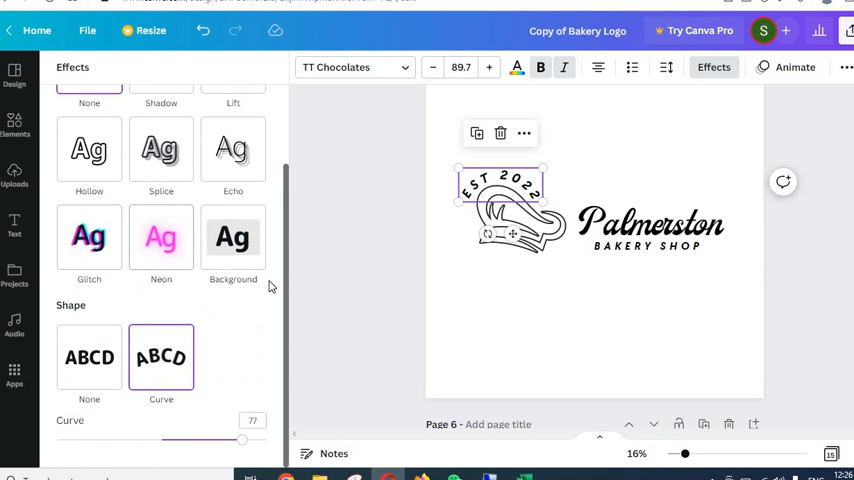 Home File Resize Copy of Bakery Logo Try Canva Pro S
Effects TT Chocolates 89.7 B I Effects Animate
Design
None Shadow Lift
Elements
Ag Ag Ag
Uploads
Hollow Splice Echo
Text
Ag Ag Ag
Projects
Glitch Neon Background
Audio
Shape
ABCD ABCD
Apps
None Curve
Curve 77
EST 2022
Palmerston
BAKERY SHOP
Page 6 - Add page title
Notes 16% 15
ENG 12:26